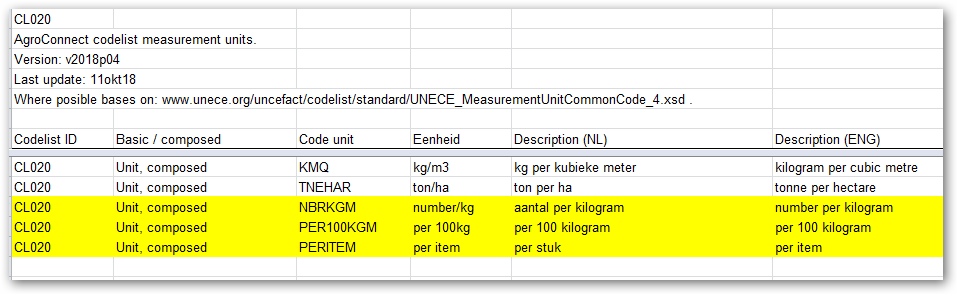 CL020
AgroConnect codelist measurement units.
Version: v2018p04
Last update: 11okt18
Where posible bases on: www.unece.org/uncefact/codelist/standard/UNECE_MeasurementUnitCommonCode_4.xsd .
Codelist ID Basic / composed Code unit Eenheid Description (NL) Description (ENG)
CL020 Unit, composed KMQ kg/m3 kg per kubieke meter kilogram per cubic metre
CL020 Unit, composed TNEHAR ton/ha ton per ha tonne per hectare
CL020 Unit, composed NBRKGM number/kg aantal per kilogram number per kilogram
CL020 Unit, composed PER100KGM per 100kg per 100 kilogram per 100 kilogram
CL020 Unit, composed PERITEM per item per stuk per item